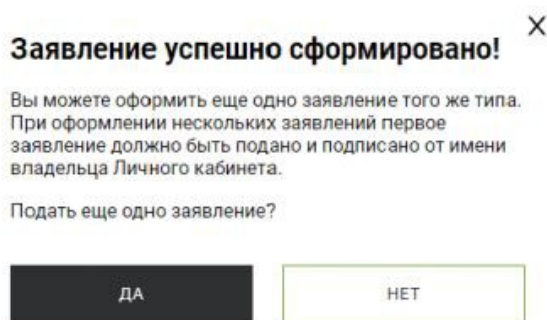 X
Заявление успешно сформировано!
Вы можете оформить еще одно заявление того же типа.
При оформлении нескольких заявлений первое
заявление должно быть подано и подписано от имени
владельца Личного кабинета.
Подать еще одно заявление?
ДА
НЕТ